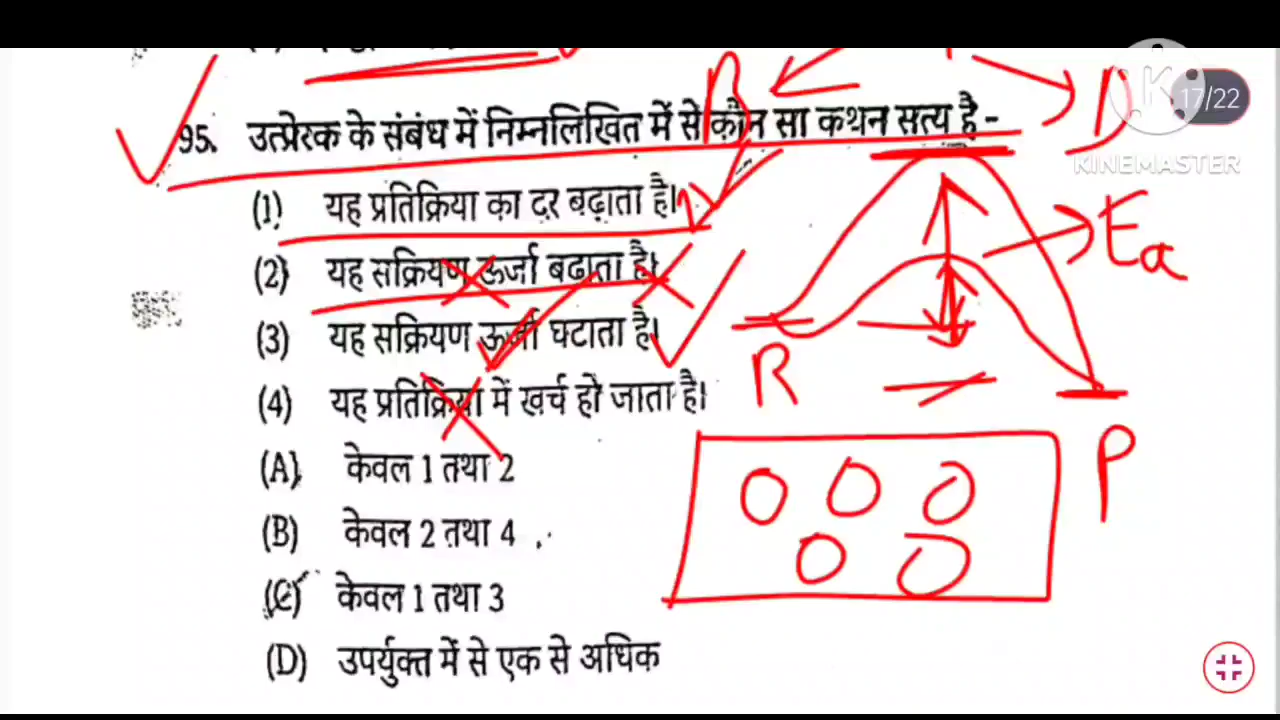 B
D
17/22
KINEMASTER
95. उत्प्रेरक के संबंध में निम्नलिखित में से कौन सा कथन सत्य है -
(1) यह प्रतिक्रिया का दर बढ़ाता है।
(2) यह सक्रियण ऊर्जा बढाता है।
(3) यह सक्रियण ऊर्जा घटाता है।
(4) यह प्रतिक्रिया में खर्च हो जाता है।
Ea
R
P
(A) केवल 1 तथा 2
(B) केवल 2 तथा 4
(C) केवल 1 तथा 3
(D) उपर्युक्त में से एक से अधिक